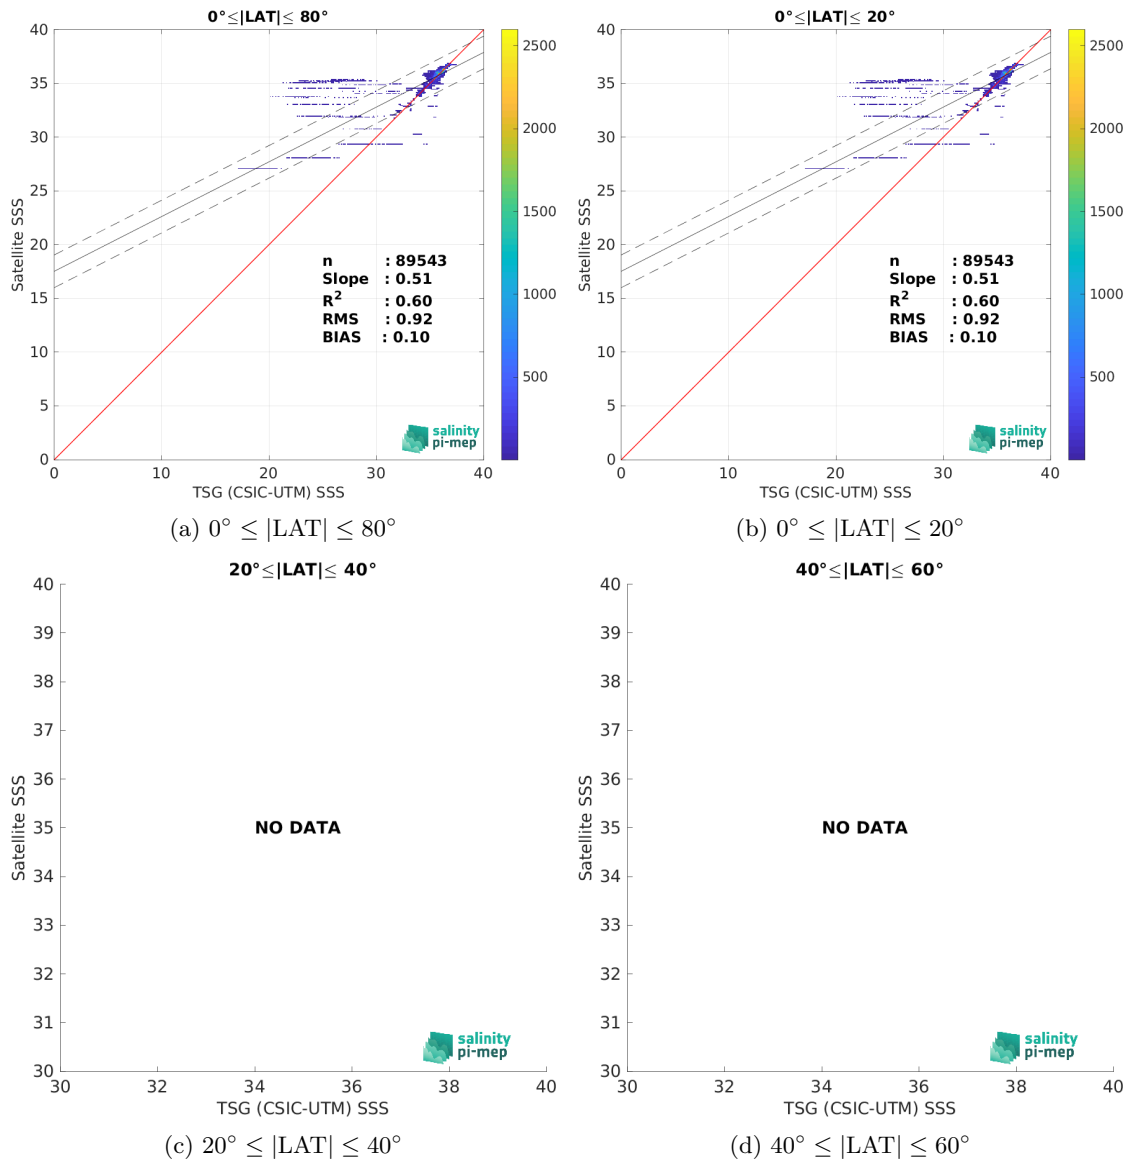 0°≤|LAT|≤ 80°
40
35
30
25
20
15
10
5
0
0
10
20
30
40
Satellite SSS
TSG (CSIC-UTM) SSS
n : 89543
Slope : 0.51
R² : 0.60
RMS : 0.92
BIAS : 0.10
salinity
pi-mep
2500
2000
1500
1000
500
(a) 0° ≤ |LAT| ≤ 80°
0°≤|LAT|≤ 20°
40
35
30
25
20
15
10
5
0
0
10
20
30
40
Satellite SSS
TSG (CSIC-UTM) SSS
n : 89543
Slope : 0.51
R² : 0.60
RMS : 0.92
BIAS : 0.10
salinity
pi-mep
2500
2000
1500
1000
500
(b) 0° ≤ |LAT| ≤ 20°
20°≤|LAT|≤ 40°
40
39
38
37
36
35
34
33
32
31
30
30
32
34
36
38
40
Satellite SSS
NO DATA
salinity
pi-mep
TSG (CSIC-UTM) SSS
(c) 20° ≤ |LAT| ≤ 40°
40°≤|LAT|≤ 60°
40
39
38
37
36
35
34
33
32
31
30
30
32
34
36
38
40
Satellite SSS
NO DATA
salinity
pi-mep
TSG (CSIC-UTM) SSS
(d) 40° ≤ |LAT| ≤ 60°